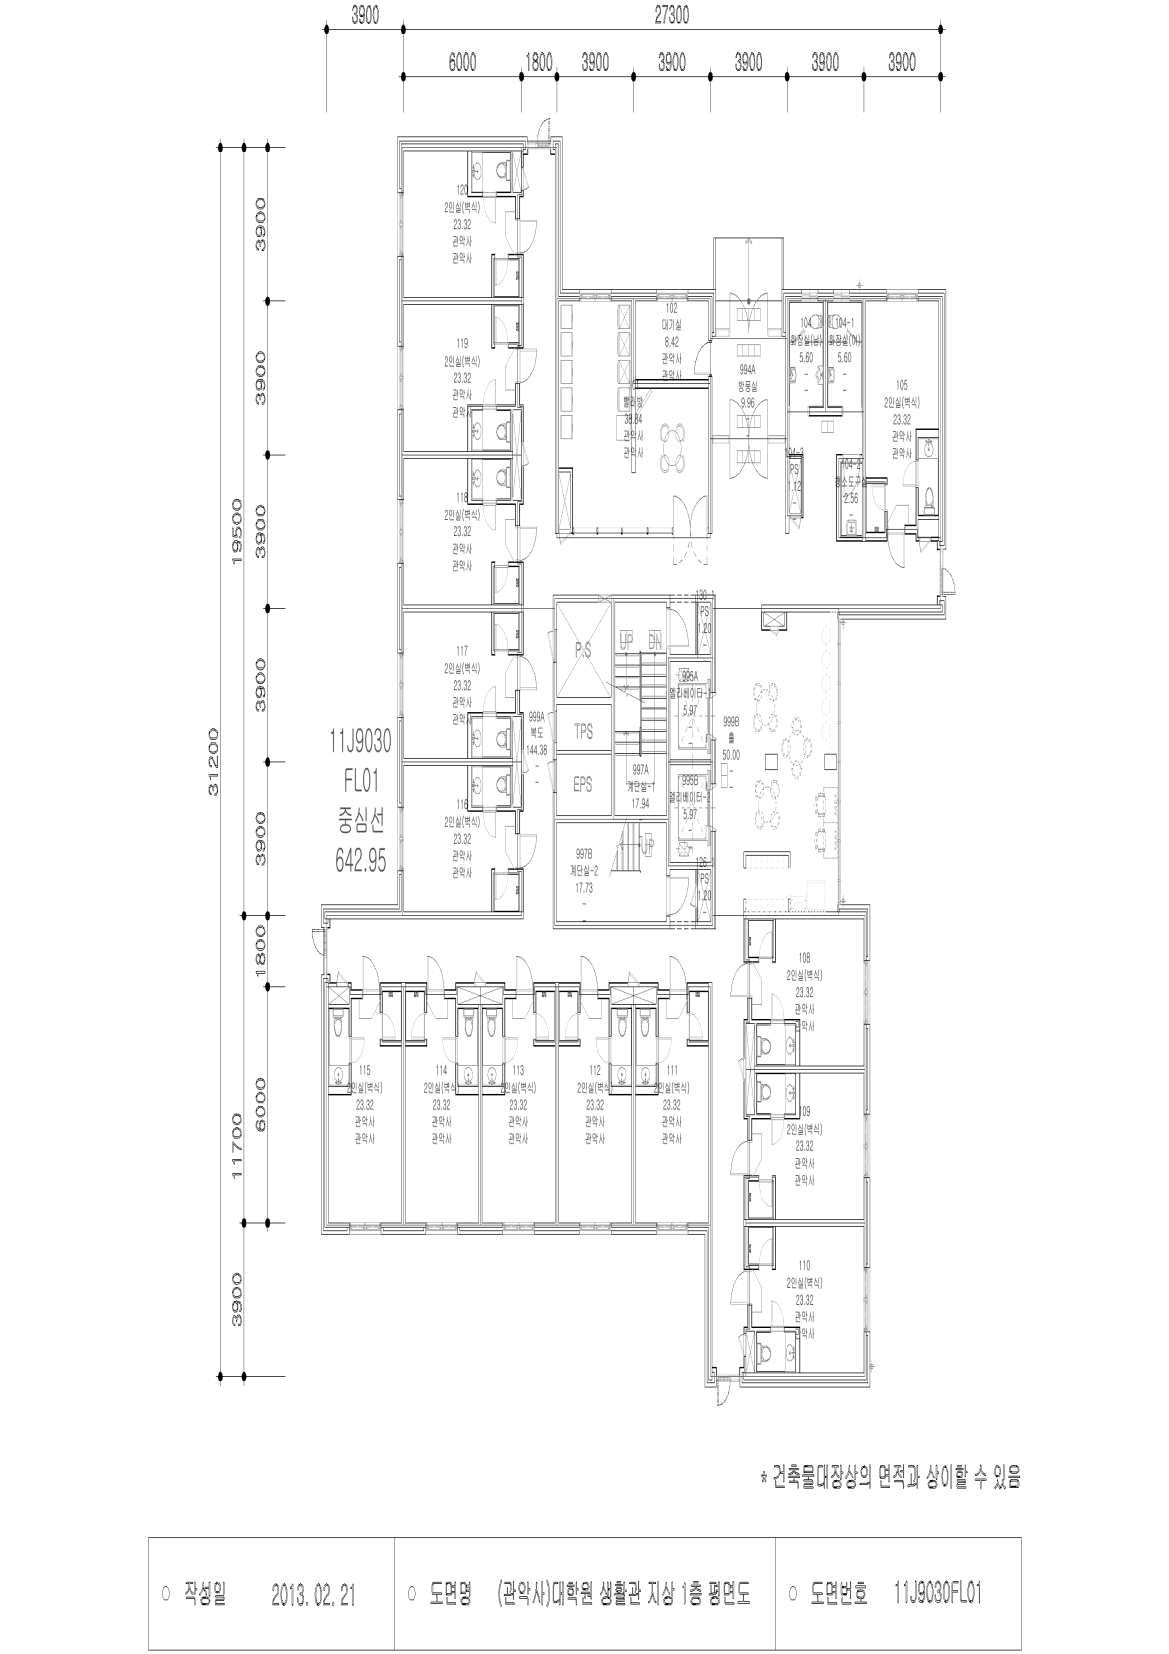 3900
27300
6000
1800
3900
3900
3900
3900
3900
3900
3900
3900
3900
3900
1800
6000
19500
11700
3900
31200
11J9030
FL01
중심선
642.95
120
2인실(벽식)
23.32
관악사
관악사
119
2인실(벽식)
23.32
관악사
관악사
118
2인실(벽식)
23.32
관악사
관악사
117
2인실(벽식)
23.32
관악사
관악사
116
2인실(벽식)
23.32
관악사
관악사
102
대기실
8.42
관악사
관악사
빨래방
38.84
관악사
관악사
994A
방풍실
9.96
-
-
104
화장실(남)
5.60
-
-
104-1
화장실(여)
5.60
-
-
105
2인실(벽식)
23.32
관악사
관악사
PS
1.12
-
104-2
2.56
-
130-1
PS
1.20
-
P.S
UP
DN
TPS
EPS
999A
복도
144.38
-
-
995A
엘리베이터-1
5.97
-
997A
계단실-1
17.94
995B
엘리베이터-2
5.97
-
999B
홀
50.00
-
-
997B
계단실-2
17.73
-
UP
126-1
PS
1.20
-
108
2인실(벽식)
23.32
관악사
관악사
109
2인실(벽식)
23.32
관악사
관악사
110
2인실(벽식)
23.32
관악사
관악사
115
2인실(벽식)
23.32
관악사
관악사
114
2인실(벽식)
23.32
관악사
관악사
113
2인실(벽식)
23.32
관악사
관악사
112
2인실(벽식)
23.32
관악사
관악사
111
2인실(벽식)
23.32
관악사
관악사
* 건축물대장상의 면적과 상이할 수 있음
○ 작성일 2013. 02. 21
○ 도면명 (관악사)대학원 생활관 지상 1층 평면도
○ 도면번호 11J9030FL01